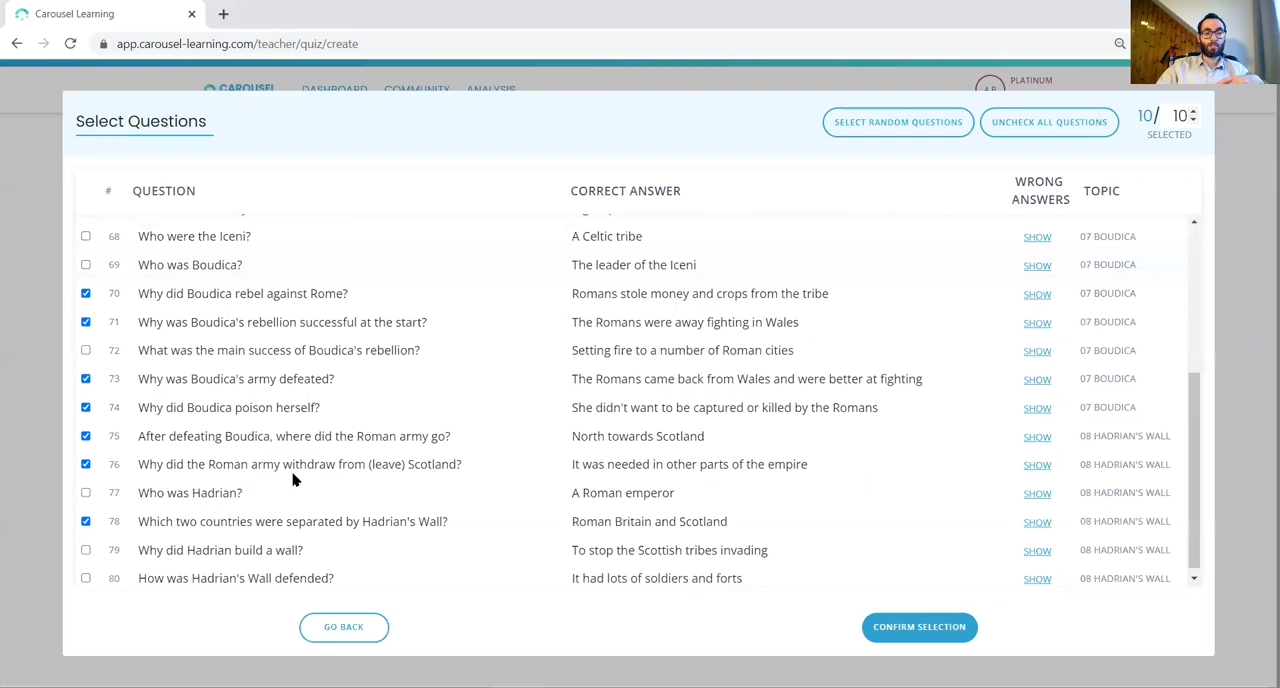 Carousel Learning
app.carousel-learning.com/teacher/quiz/create
CAROUSEL DASHBOARD COMMUNITY ANALYSIS
PLATINUM
Select Questions
SELECT RANDOM QUESTIONS
UNCHECK ALL QUESTIONS
10/ 10
SELECTED
# QUESTION CORRECT ANSWER WRONG ANSWERS TOPIC
68 Who were the Iceni? A Celtic tribe SHOW 07 BOUDICA
69 Who was Boudica? The leader of the Iceni SHOW 07 BOUDICA
70 Why did Boudica rebel against Rome? Romans stole money and crops from the tribe SHOW 07 BOUDICA
71 Why was Boudica's rebellion successful at the start? The Romans were away fighting in Wales SHOW 07 BOUDICA
72 What was the main success of Boudica's rebellion? Setting fire to a number of Roman cities SHOW 07 BOUDICA
73 Why was Boudica's army defeated? The Romans came back from Wales and were better at fighting SHOW 07 BOUDICA
74 Why did Boudica poison herself? She didn't want to be captured or killed by the Romans SHOW 07 BOUDICA
75 After defeating Boudica, where did the Roman army go? North towards Scotland SHOW 08 HADRIAN'S WALL
76 Why did the Roman army withdraw from (leave) Scotland? It was needed in other parts of the empire SHOW 08 HADRIAN'S WALL
77 Who was Hadrian? A Roman emperor SHOW 08 HADRIAN'S WALL
78 Which two countries were separated by Hadrian's Wall? Roman Britain and Scotland SHOW 08 HADRIAN'S WALL
79 Why did Hadrian build a wall? To stop the Scottish tribes invading SHOW 08 HADRIAN'S WALL
80 How was Hadrian's Wall defended? It had lots of soldiers and forts SHOW 08 HADRIAN'S WALL
GO BACK
CONFIRM SELECTION